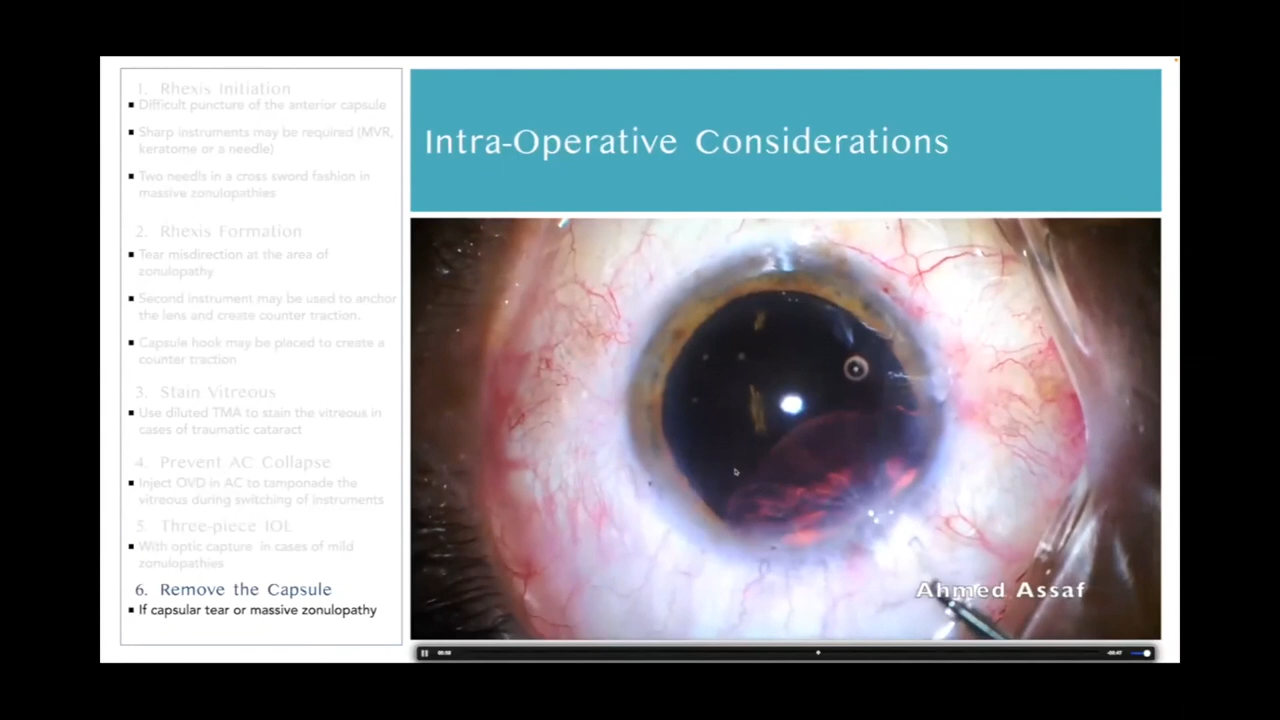 1. Rhexis Initiation
▪ Difficult puncture of the anterior capsule
▪ Sharp instruments may be required (MVR,
keratome or a needle)
▪ Two needls in a cross sword fashion in
massive zonulopathies
2. Rhexis Formation
▪ Tear misdirection at the area of
zonulopathy
▪ Second instrument may be used to anchor
the lens and create counter traction.
▪ Capsule hook may be placed to create a
counter traction
3. Stain Vitreous
▪ Use diluted TMA to stain the vitreous in
cases of traumatic cataract
4. Prevent AC Collapse
▪ Inject OVD in AC to tamponade the
vitreous during switching of instruments
5. Three-piece IOL
▪ With optic capture in cases of mild
zonulopathies
6. Remove the Capsule
▪ If capsular tear or massive zonulopathy
Intra-Operative Considerations
Ahmed Assaf